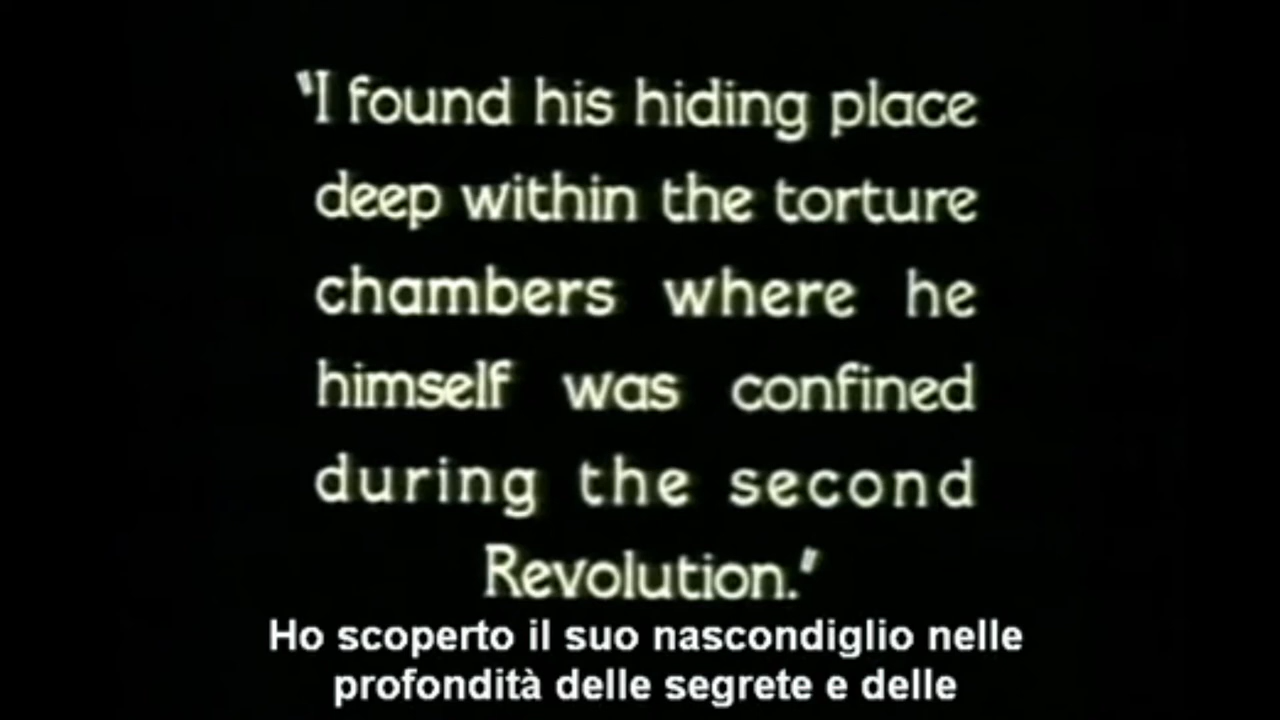 "I found his hiding place
deep within the torture
chambers where he
himself was confined
during the second
Revolution."
Ho scoperto il suo nascondiglio nelle
profondità delle segrete e delle